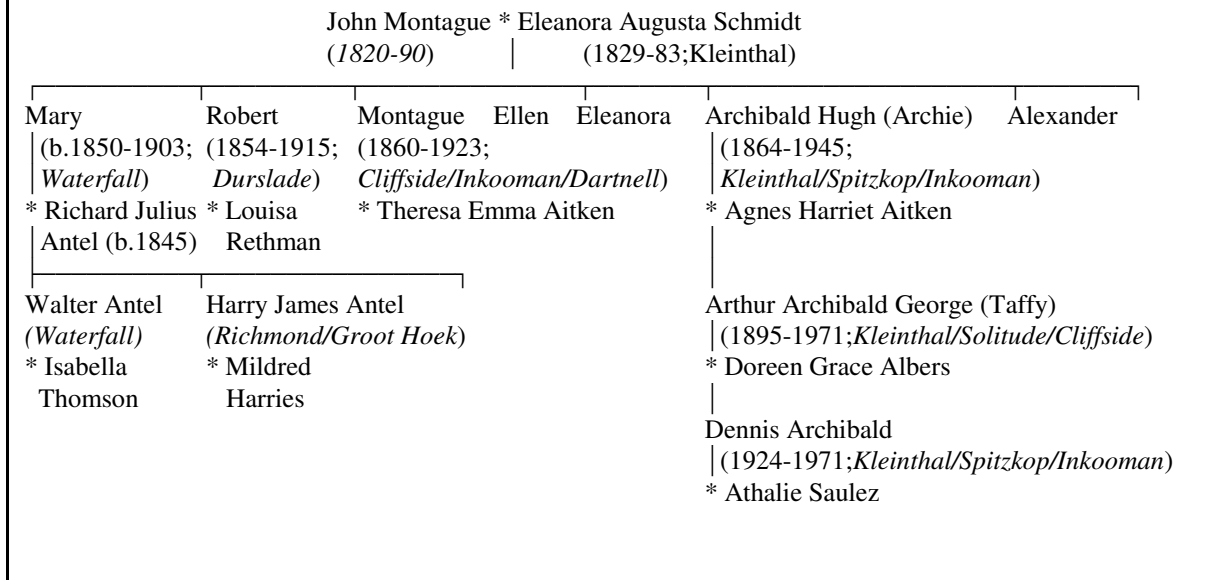 John Montague * Eleanora Augusta Schmidt
(1820-90) (1829-83;Kleinthal)
Mary Robert Montague Ellen Eleanora Archibald Hugh (Archie) Alexander
(b.1850-1903; (1854-1915; (1860-1923; (1864-1945;
Waterfall) Durslade) Cliffside/Inkooman/Dartnell) Kleinthal/Spitzkop/Inkooman)
* Richard Julius * Louisa * Theresa Emma Aitken * Agnes Harriet Aitken
Antel (b.1845) Rethman
Walter Antel Harry James Antel Arthur Archibald George (Taffy)
(Waterfall) (Richmond/Groot Hoek) (1895-1971;Kleinthal/Solitude/Cliffside)
* Isabella * Mildred * Doreen Grace Albers
Thomson Harries
Dennis Archibald
(1924-1971;Kleinthal/Spitzkop/Inkooman)
* Athalie Saulez